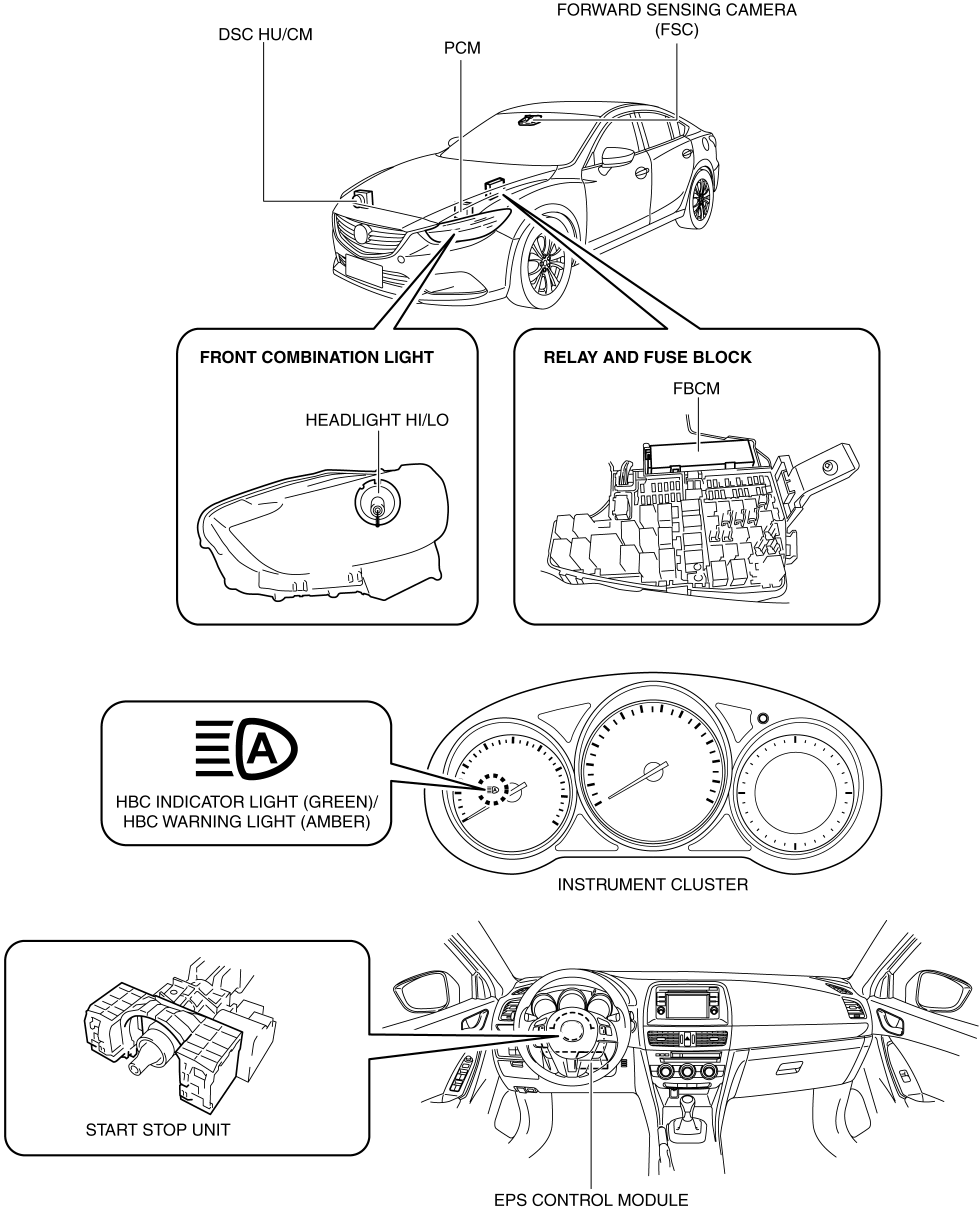 FORWARD SENSING CAMERA
(FSC)
DSC HU/CM
PCM
FRONT COMBINATION LIGHT
HEADLIGHT HI/LO
RELAY AND FUSE BLOCK
FBCM
A
HBC INDICATOR LIGHT (GREEN)/
HBC WARNING LIGHT (AMBER)
INSTRUMENT CLUSTER
START STOP UNIT
EPS CONTROL MODULE